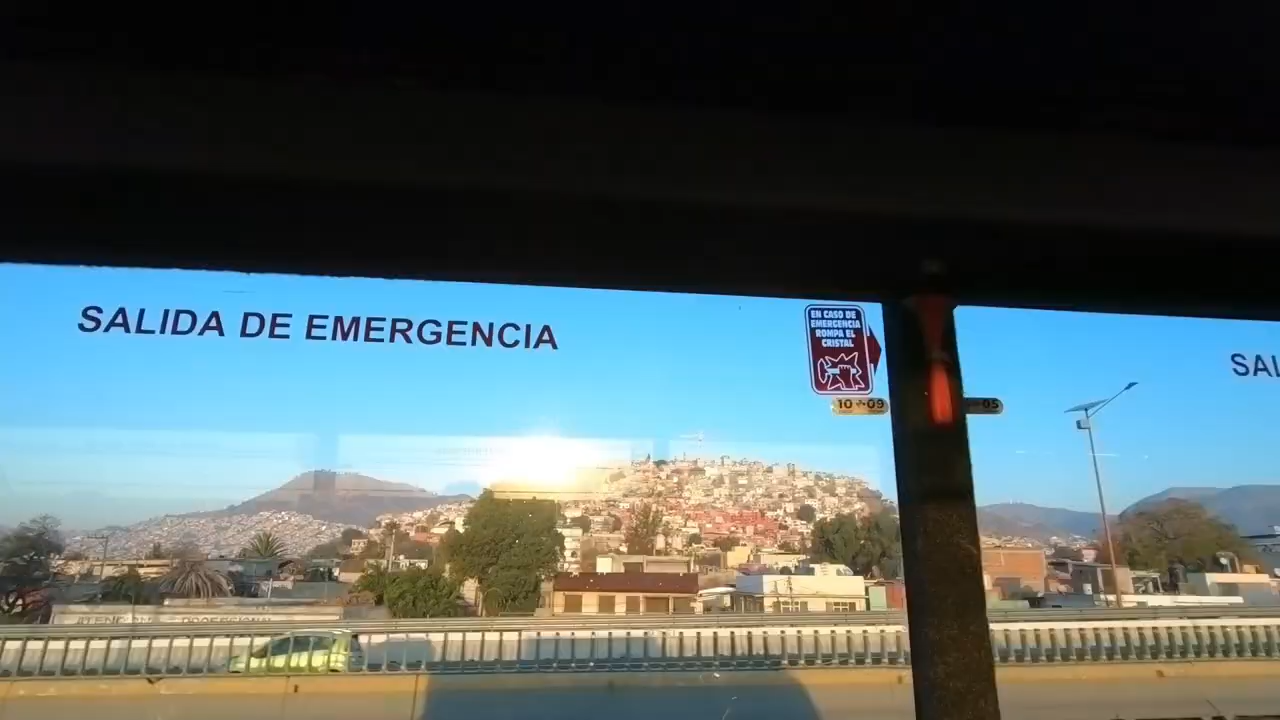 SALIDA DE EMERGENCIA
EN CASO DE
EMERGENCIA
ROMPA EL
CRISTAL
10 09
05
SAL